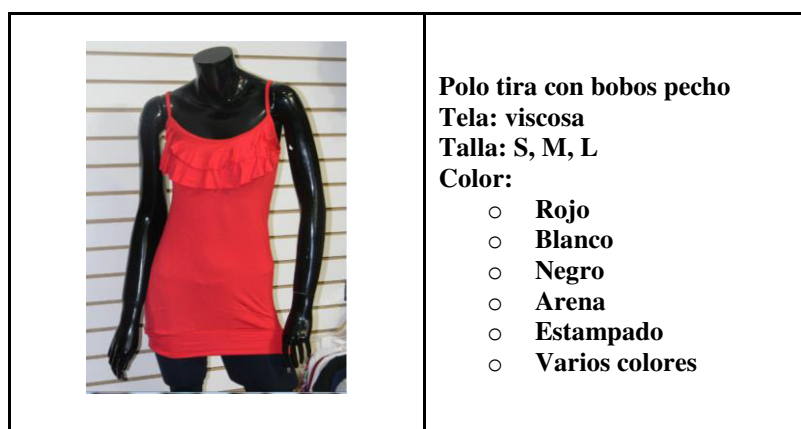 Polo tira con bobos pecho
Tela: viscosa
Talla: S, M, L
Color:
○ Rojo
○ Blanco
○ Negro
○ Arena
○ Estampado
○ Varios colores